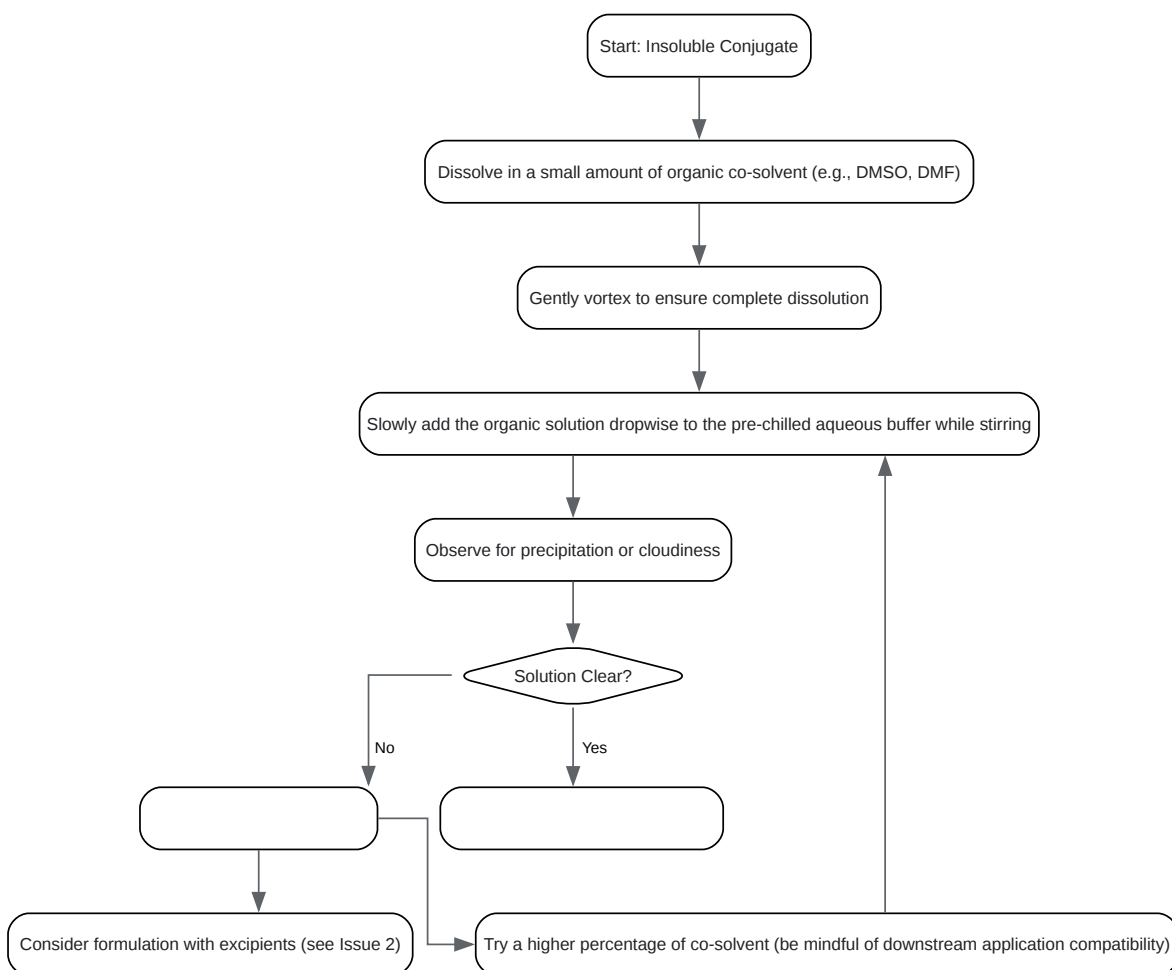 Start: Insoluble Conjugate
Dissolve in a small amount of organic co-solvent (e.g., DMSO, DMF)
Gently vortex to ensure complete dissolution
Slowly add the organic solution dropwise to the pre-chilled aqueous buffer while stirring
Observe for precipitation or cloudiness
Solution Clear?
No
Yes
Consider formulation with excipients (see Issue 2)
Try a higher percentage of co-solvent (be mindful of downstream application compatibility)